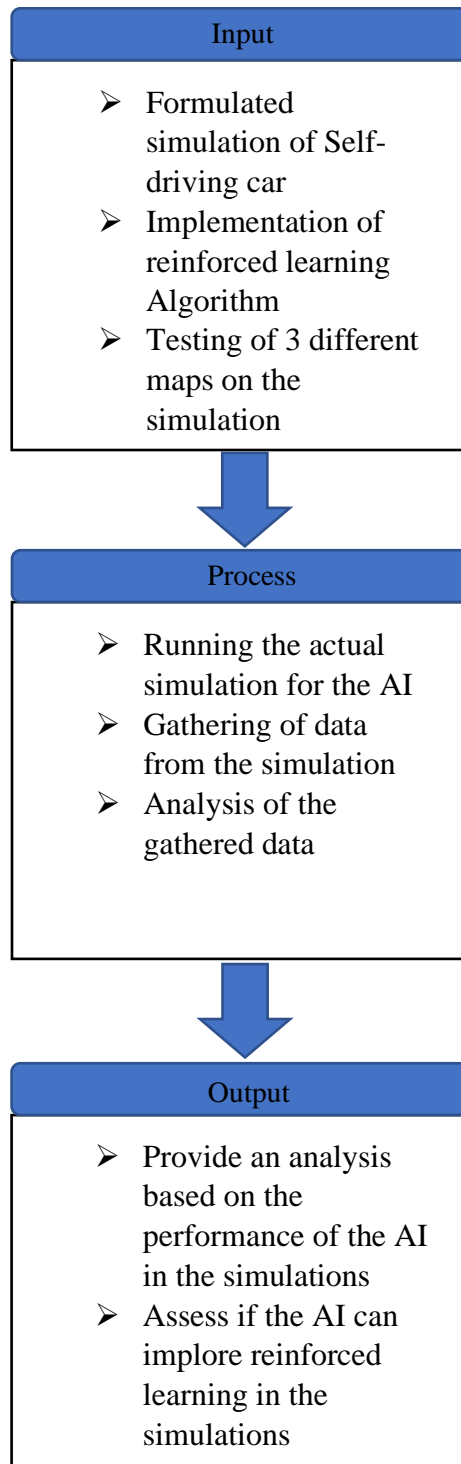 Input
➢ Formulated
simulation of Self-
driving car
➢ Implementation of
reinforced learning
Algorithm
➢ Testing of 3 different
maps on the
simulation
Process
➢ Running the actual
simulation for the AI
➢ Gathering of data
from the simulation
➢ Analysis of the
gathered data
Output
➢ Provide an analysis
based on the
performance of the AI
in the simulations
➢ Assess if the AI can
implore reinforced
learning in the
simulations